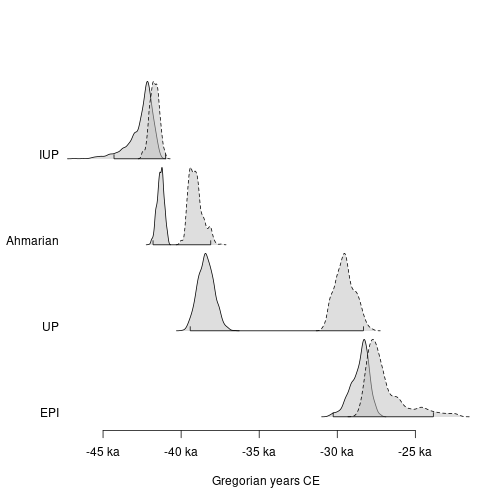 IUP
Ahmarian
UP
EPI
-45 ka -40 ka -35 ka -30 ka -25 ka
Gregorian years CE